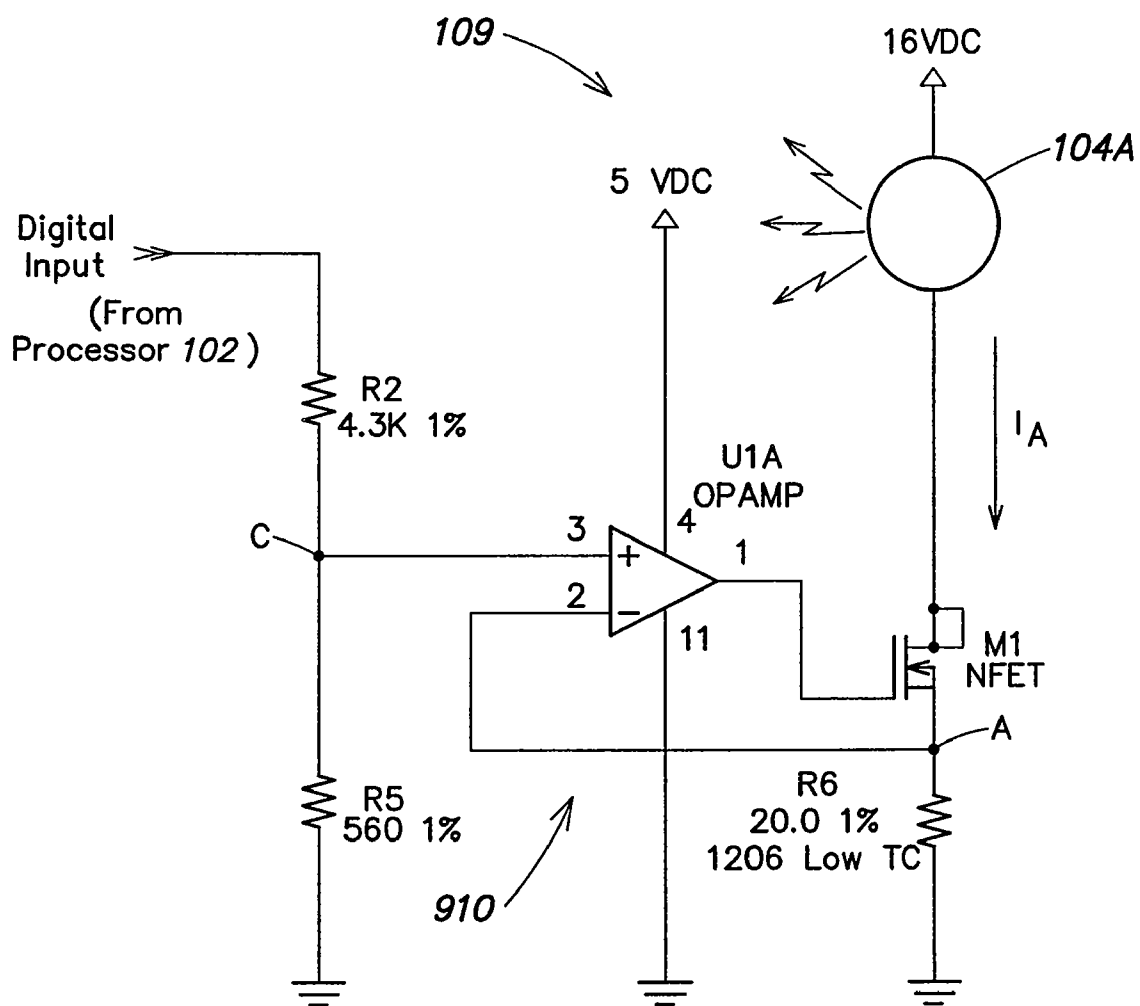 109
16VDC
104A
5 VDC
Digital
Input
(From
Processor 102)
R2
4.3K 1%
I A
U1A
OPAMP
C
3
4
1
+
2
−
11
M1
NFET
A
R5
560 1%
R6
20.0 1%
1206 Low TC
910